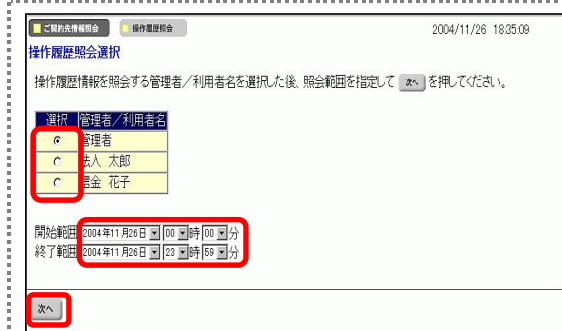 ご契約先情報照会 操作履歴照会 2004/11/26 18:35:09
操作履歴照会選択
操作履歴情報を照会する管理者／利用者名を選択した後、照会範囲を指定して 次へ を押してください。
選択 管理者／利用者名
管理者
法人 太郎
信金 花子
開始範囲 2004年11月26日 00 時 00 分
終了範囲 2004年11月26日 23 時 59 分
次へ